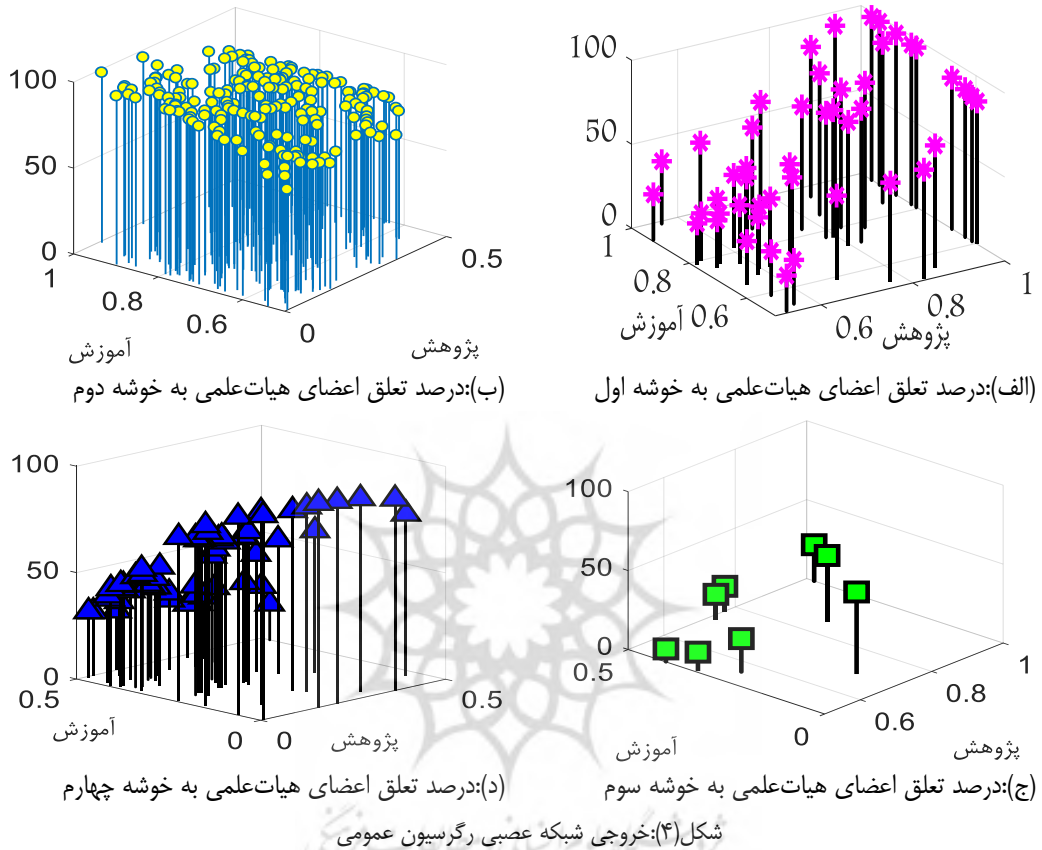 100
50
0
1
0.8
0.6
آموزش
0.6
0.8
1
پژوهش
(الف):درصد تعلق اعضای هیات‌علمی به خوشه اول
100
50
0
1
0.8
0.6
آموزش
0
0.5
پژوهش
(ب):درصد تعلق اعضای هیات‌علمی به خوشه دوم
100
50
0
0.5
0
آموزش
0.6
0.8
1
پژوهش
(ج):درصد تعلق اعضای هیات‌علمی به خوشه سوم
100
50
0
0.5
0
آموزش
0
0.5
پژوهش
(د):درصد تعلق اعضای هیات‌علمی به خوشه چهارم
شکل(۴):خروجی شبکه عصبی رگرسیون عمومی